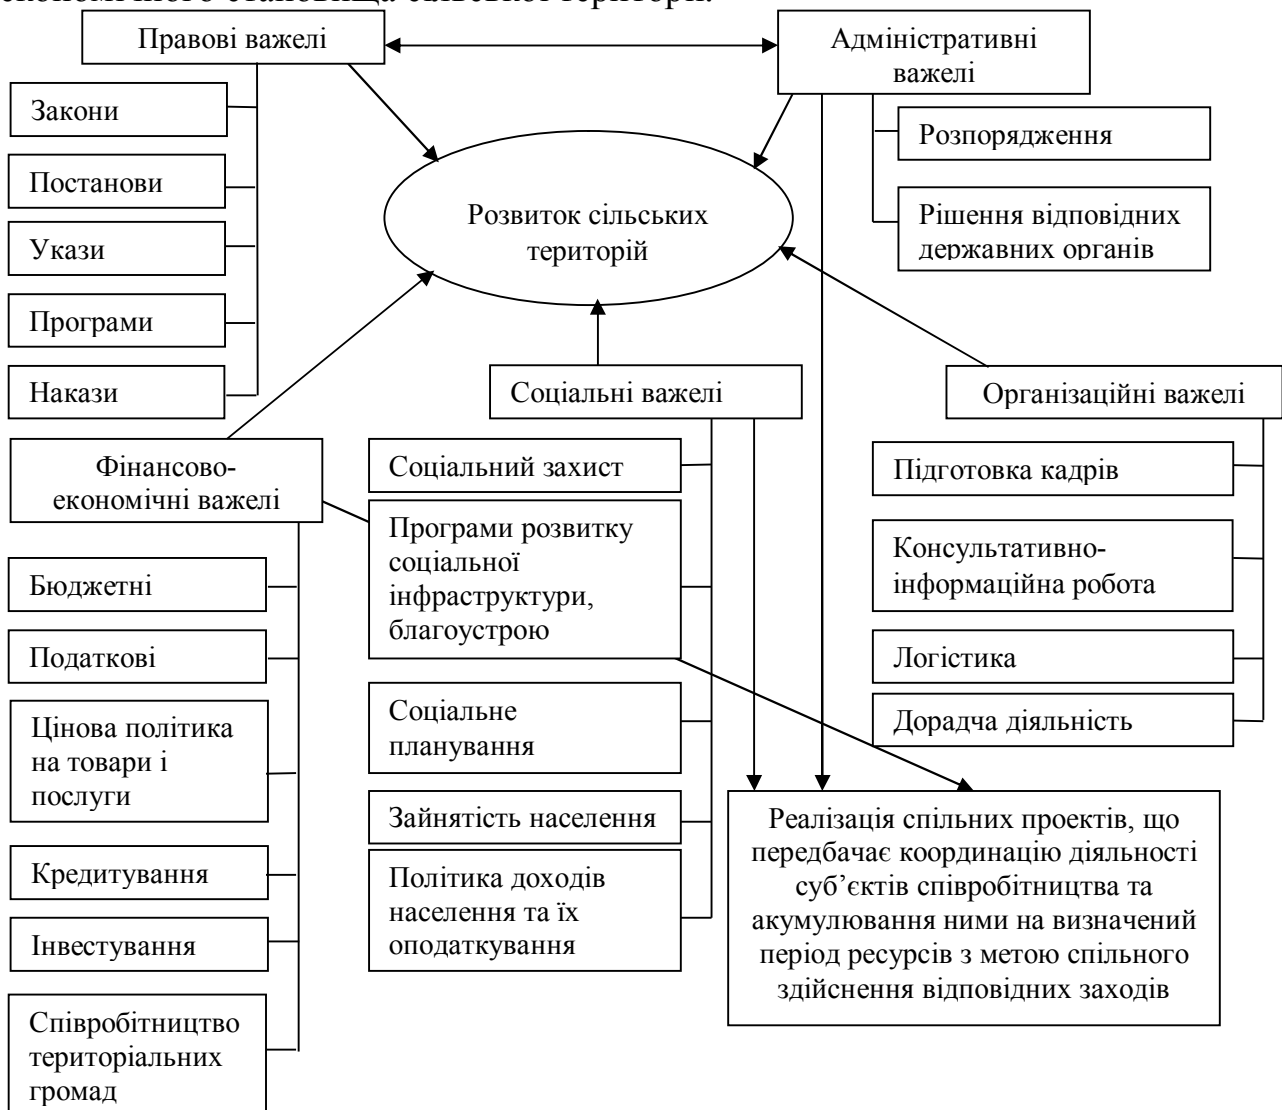 економічного становища сільської території.
Правові важелі
Адміністративні
важелі
Закони
Постанови
Укази
Програми
Накази
Розпорядження
Рішення відповідних
державних органів
Розвиток сільських
територій
Соціальні важелі
Організаційні важелі
Фінансово-
економічні важелі
Бюджетні
Податкові
Цінова політика
на товари і
послуги
Кредитування
Інвестування
Співробітництво
територіальних
громад
Соціальний захист
Програми розвитку
соціальної
інфраструктури,
благоустрою
Соціальне
планування
Зайнятість населення
Політика доходів
населення та їх
оподаткування
Підготовка кадрів
Консультативно-
інформаційна робота
Логістика
Дорадча діяльність
Реалізація спільних проектів, що
передбачає координацію діяльності
суб’єктів співробітництва та
акумулювання ними на визначений
період ресурсів з метою спільного
здійснення відповідних заходів